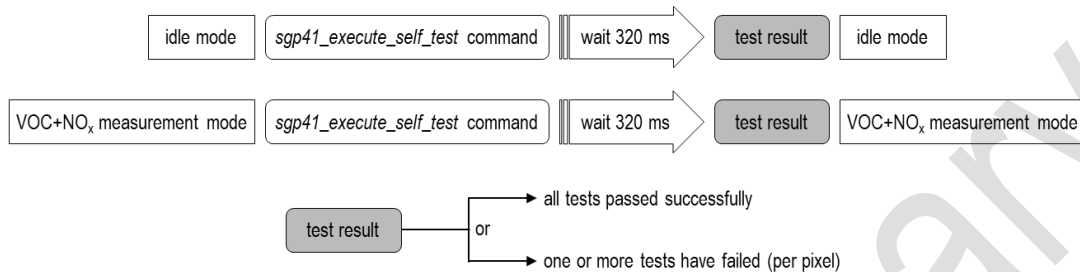 idle mode sgp41_execute_self_test command wait 320 ms test result idle mode
VOC+NOx measurement mode sgp41_execute_self_test command wait 320 ms test result VOC+NOx measurement mode
all tests passed successfully
test result or
one or more tests have failed (per pixel)